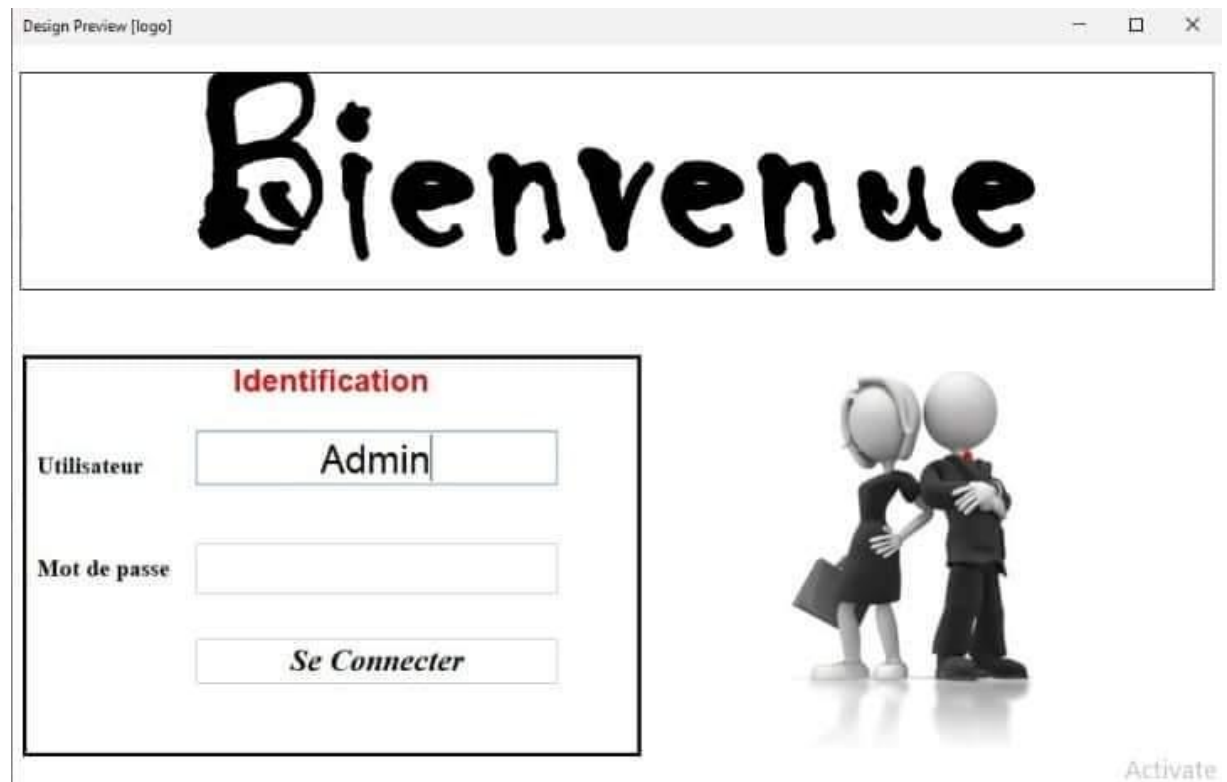 Design Preview [logo]
Bienvenue
Identification
Utilisateur
Admin
Mot de passe
Se Connecter
Activate